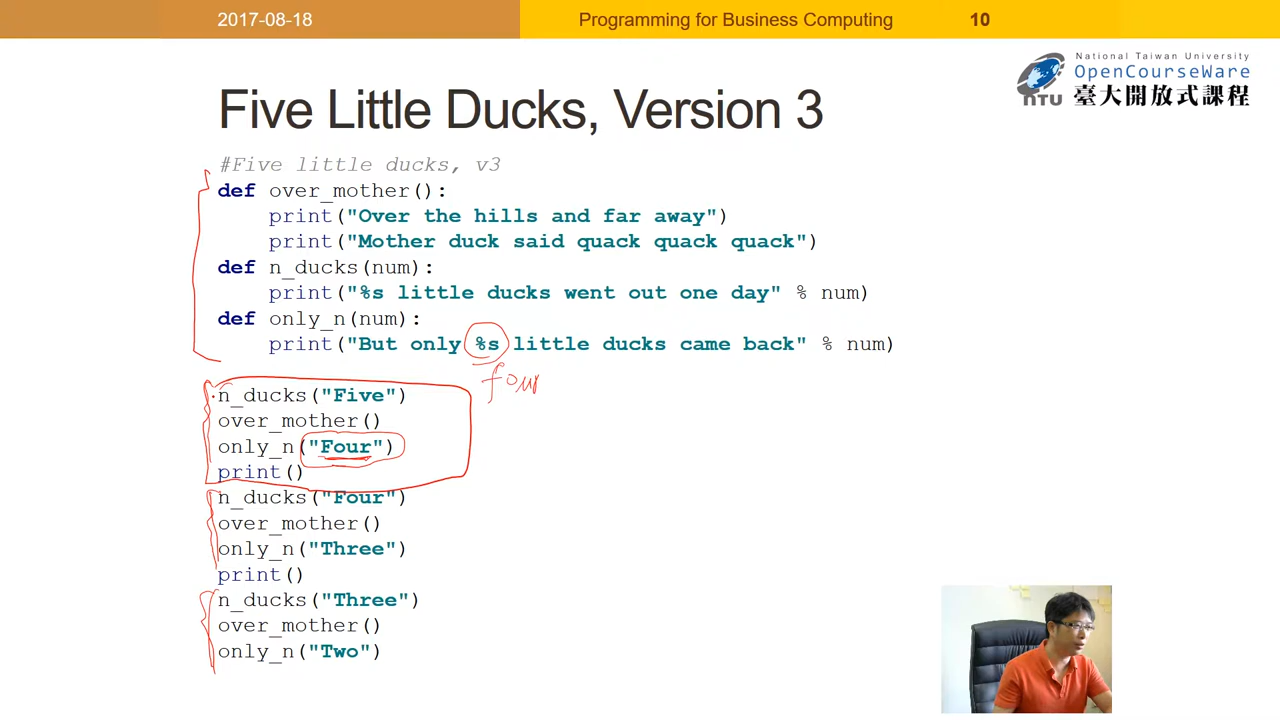 2017-08-18 Programming for Business Computing 10
National Taiwan University
OpenCourseWare
NTU 臺大開放式課程
Five Little Ducks, Version 3
#Five little ducks, v3
def over_mother():
    print("Over the hills and far away")
    print("Mother duck said quack quack quack")
def n_ducks(num):
    print("%s little ducks went out one day" % num)
def only_n(num):
    print("But only %s little ducks came back" % num)
four
n_ducks("Five")
over_mother()
only_n("Four")
print()
n_ducks("Four")
over_mother()
only_n("Three")
print()
n_ducks("Three")
over_mother()
only_n("Two")